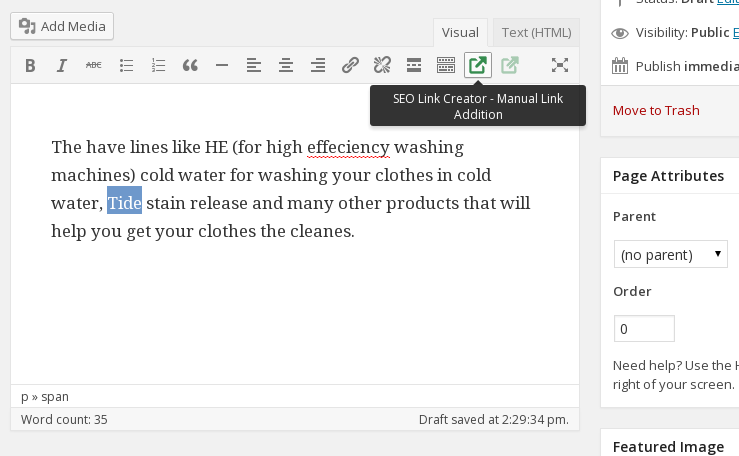 Add Media
Visual
Text (HTML)
B I ABC
SEO Link Creator - Manual Link
Addition
The have lines like HE (for high effeciency washing
machines) cold water for washing your clothes in cold
water, Tide stain release and many other products that will
help you get your clothes the cleanes.
p » span
Word count: 35
Draft saved at 2:29:34 pm.
Status: Draft Edit
Visibility: Public E
Publish immedia
Move to Trash
Page Attributes
Parent
(no parent)
Order
0
Need help? Use the H
right of your screen.
Featured Image